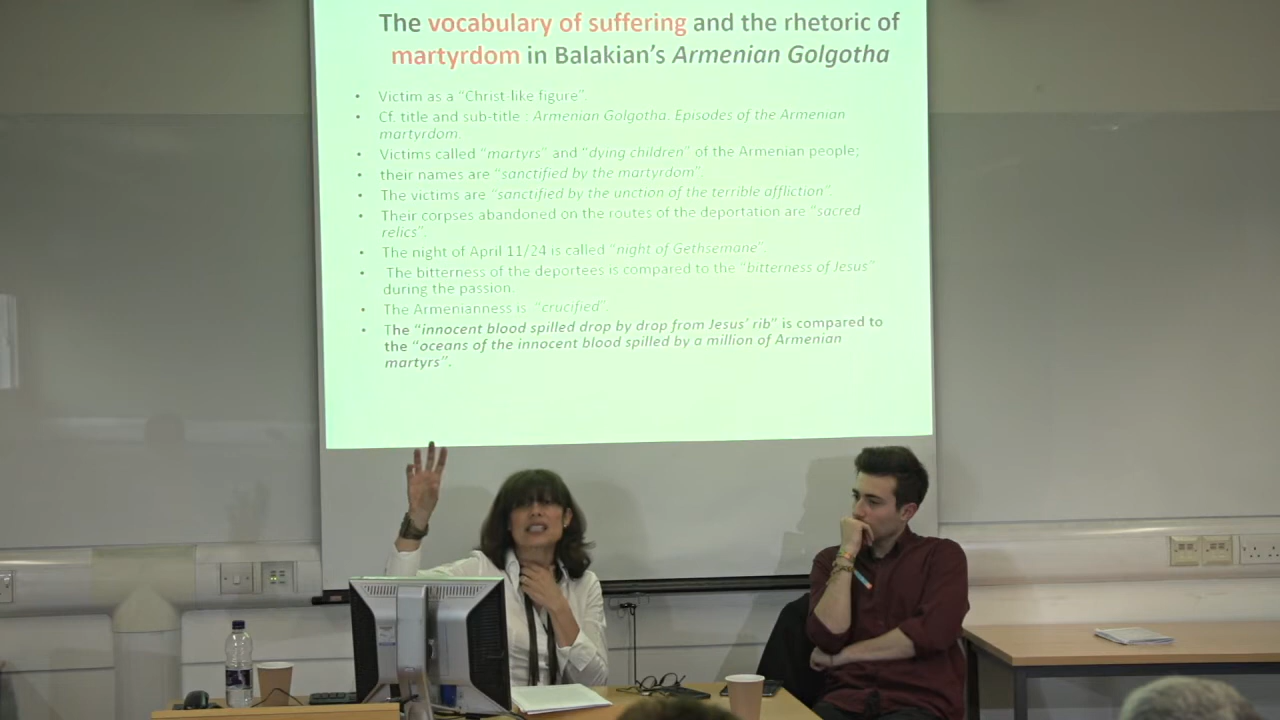 The vocabulary of suffering and the rhetoric of
martyrdom in Balakian's Armenian Golgotha
• Victim as a "Christ-like figure".
• Cf. title and sub-title : Armenian Golgotha. Episodes of the Armenian
martyrdom.
• Victims called "martyrs" and "dying children" of the Armenian people;
• their names are "sanctified by the martyrdom".
• The victims are "sanctified by the unction of the terrible affliction".
• Their corpses abandoned on the routes of the deportation are "sacred
relics".
• The night of April 11/24 is called "night of Gethsemane".
• The bitterness of the deportees is compared to the "bitterness of Jesus"
during the passion.
• The Armenianness is "crucified".
• The "innocent blood spilled drop by drop from Jesus' rib" is compared to
the "oceans of the innocent blood spilled by a million of Armenian
martyrs".